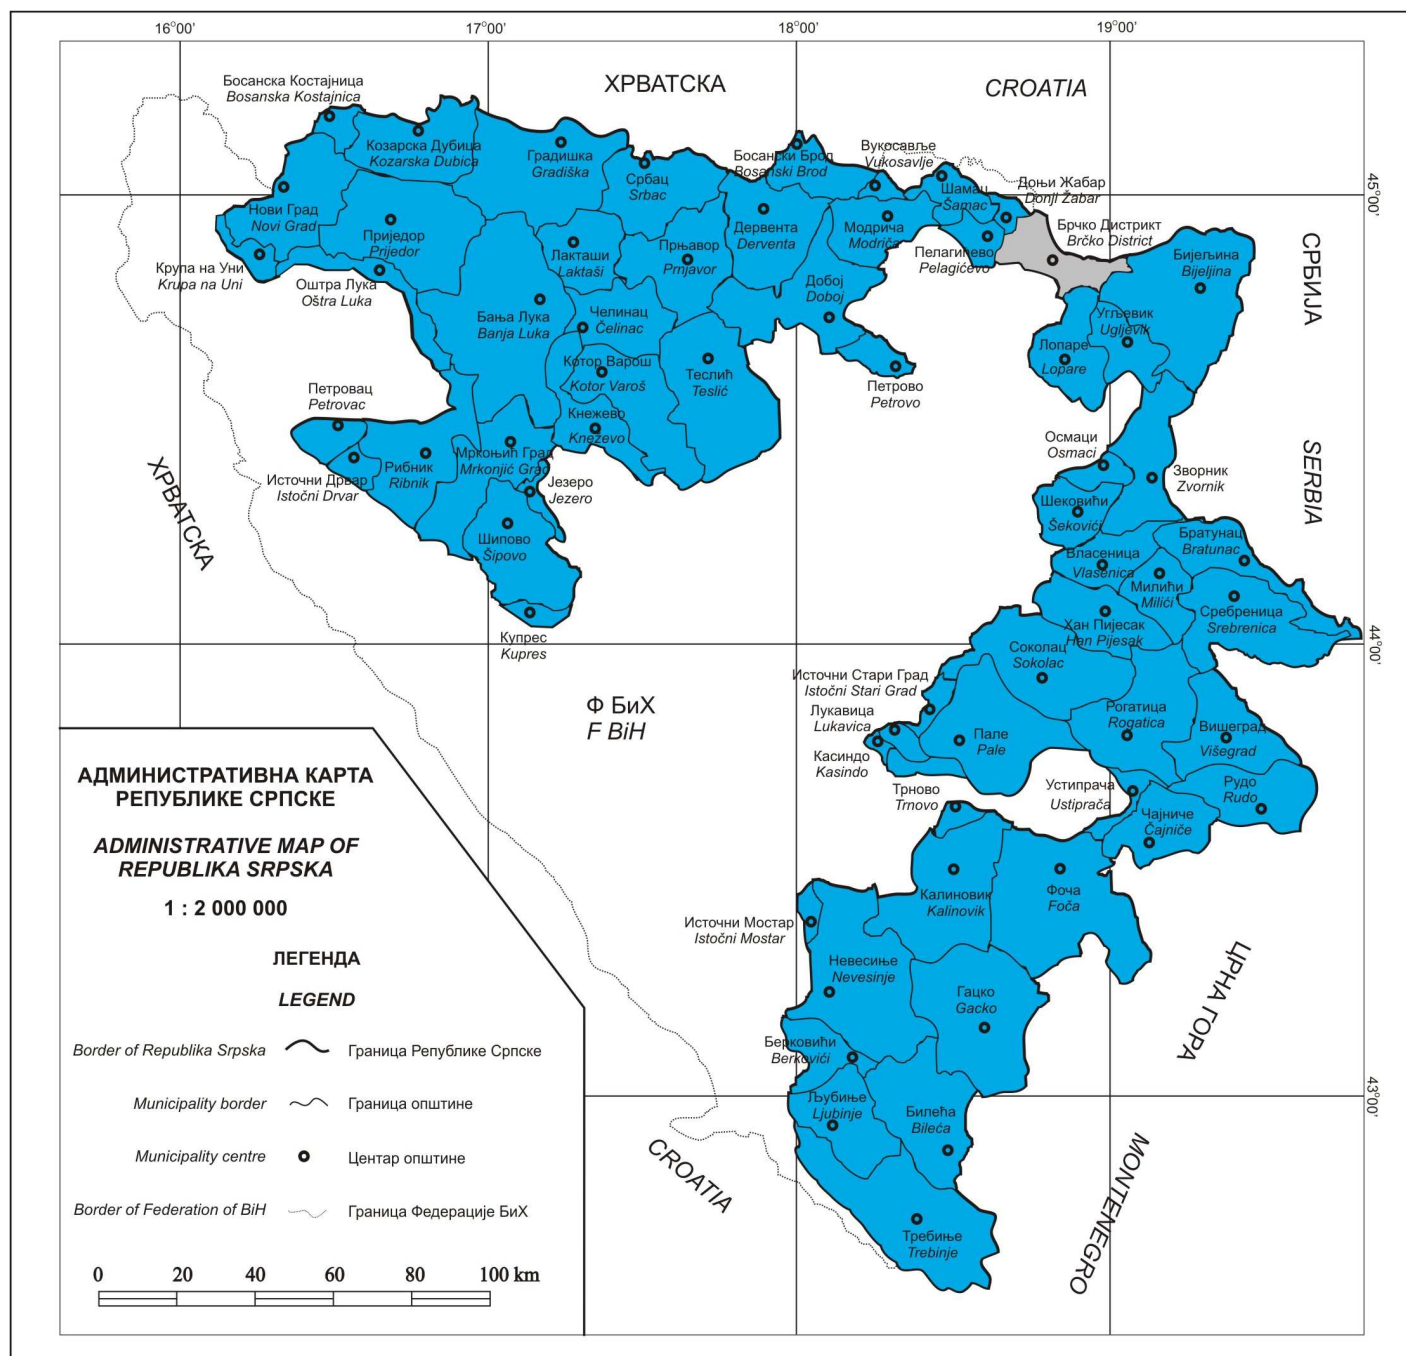 16°00'
17°00'
18°00'
19°00'
ХРВАТСКА
CROATIA
Босанска Костајница
Bosanska Kostajnica
Козарска Дубица
Kozarska Dubica
Градишка
Gradiška
Србац
Srbac
Босански Брод
Bosanski Brod
Вукосавље
Vukosavlje
Шамац
Šamac
Доњи Жабар
Donji Žabar
45°00'
Нови Град
Novi Grad
Приједор
Prijedor
Крупа на Уни
Krupa na Uni
Оштра Лука
Oštra Luka
Лакташи
Laktaši
Прњавор
Prnjavor
Дервента
Derventa
Модрича
Modriča
Пелагићево
Pelagićevo
Брчко Дистрикт
Brčko District
Бијељина
Bijeljina
СРБИЈА
Бања Лука
Banja Luka
Челинац
Čelinac
Добој
Doboj
Угљевик
Ugljevik
Лопаре
Lopare
Котор Варош
Kotor Varoš
Теслић
Teslić
Петрово
Petrovo
Петровац
Petrovac
Кнежево
Knezevo
Источни Дрвар
Istočni Drvar
Рибник
Ribnik
Мркоњић Град
Mrkonjić Grad
Језеро
Jezero
Шипово
Šipovo
Купрес
Kupres
ХРВАТСКА
Осмаци
Osmaci
Зворник
Zvornik
SERBIA
Шековићи
Šekovići
Власеница
Vlasenica
Братунац
Bratunac
Милићи
Milići
Сребреница
Srebrenica
Хан Пијесак
Han Pijesak
44°00'
Соколац
Sokolac
Источни Стари Град
Istočni Stari Grad
Лукавица
Lukavica
Касиндо
Kasindo
Пале
Pale
Рогатица
Rogatica
Вишеград
Višegrad
Ф БиХ
F BiH
Трново
Trnovo
Устипрача
Ustiprača
Рудо
Rudo
Чајниче
Čajniče
Калиновик
Kalinovik
Фоча
Foča
Источни Мостар
Istočni Mostar
Невесиње
Nevesinje
Гацко
Gacko
ЦРНА ГОРА
Берковићи
Berkovići
43°00'
Љубиње
Ljubinje
Билећа
Bileća
CROATIA
MONTENEGRO
Требиње
Trebinje
АДМИНИСТРАТИВНА КАРТА
РЕПУБЛИКЕ СРПСКЕ
ADMINISTRATIVE MAP OF
REPUBLIKA SRPSKA
1 : 2 000 000
ЛЕГЕНДА
LEGEND
Border of Republika Srpska Граница Републике Српске
Municipality border Граница општине
Municipality centre Центар општине
Border of Federation of BiH Граница Федерације БиХ
0 20 40 60 80 100 km